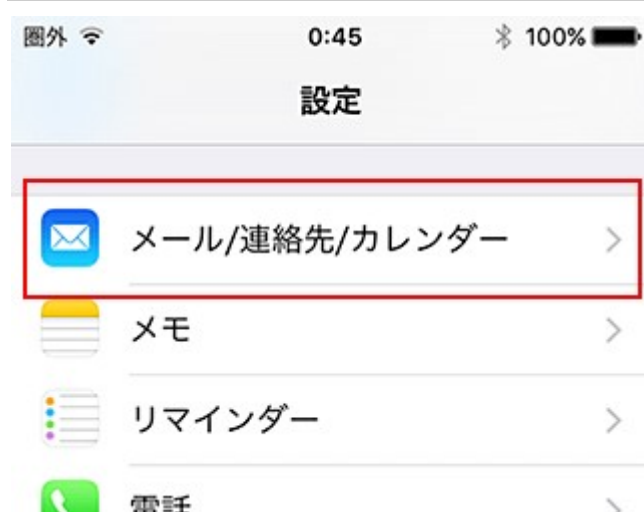 圏外 0:45 100%
設定
メール/連絡先/カレンダー
メモ
リマインダー
電話